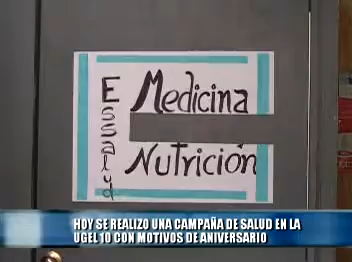 Essalud
Medicina
Nutrición
HOY SE REALIZO UNA CAMPAÑA DE SALUD EN LA
UGEL 10 CON MOTIVOS DE ANIVERSARIO